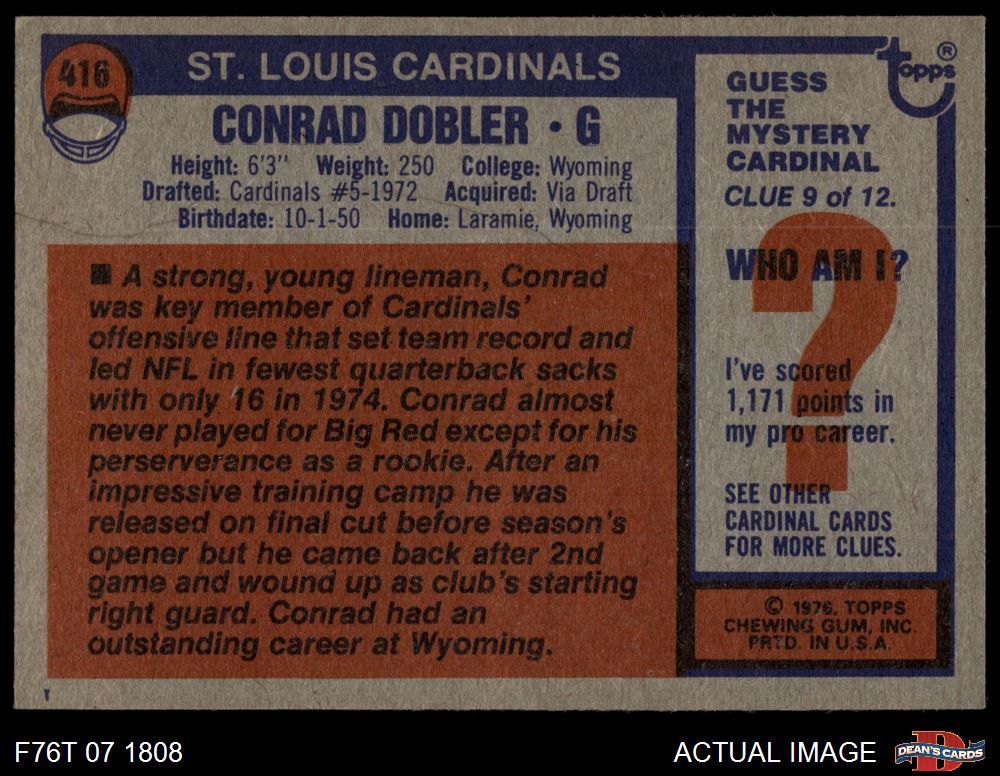 416
ST. LOUIS CARDINALS
CONRAD DOBLER • G
Height: 6'3" Weight: 250 College: Wyoming
Drafted: Cardinals #5-1972 Acquired: Via Draft
Birthdate: 10-1-50 Home: Laramie, Wyoming
■ A strong, young lineman, Conrad
was key member of Cardinals'
offensive line that set team record and
led NFL in fewest quarterback sacks
with only 16 in 1974. Conrad almost
never played for Big Red except for his
perserverance as a rookie. After an
impressive training camp he was
released on final cut before season's
opener but he came back after 2nd
game and wound up as club's starting
right guard. Conrad had an
outstanding career at Wyoming.
topps®
GUESS
THE
MYSTERY
CARDINAL
CLUE 9 of 12.
WHO AM I?
?
I've scored
1,171 points in
my pro career.
SEE OTHER
CARDINAL CARDS
FOR MORE CLUES.
© 1976, TOPPS
CHEWING GUM, INC.
PRTD. IN U.S.A.
F76T 07 1808
ACTUAL IMAGE
DEAN'S CARDS